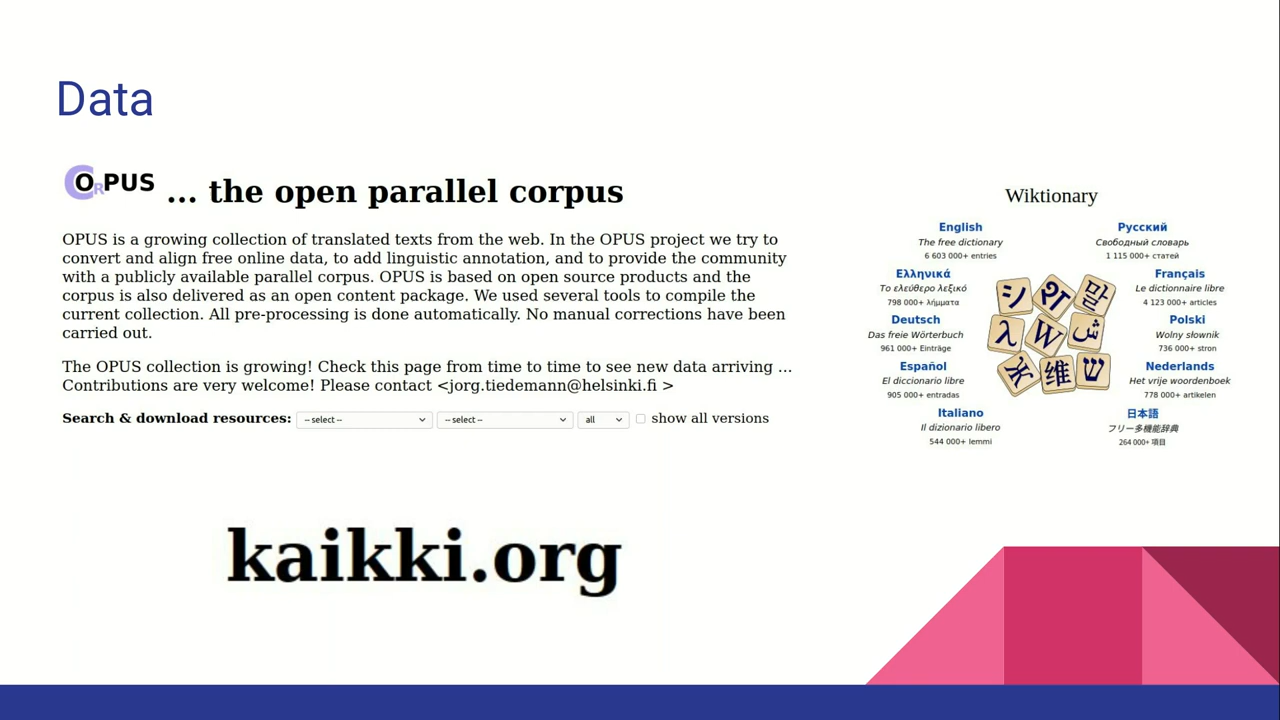 Data
OPUS ... the open parallel corpus
OPUS is a growing collection of translated texts from the web. In the OPUS project we try to
convert and align free online data, to add linguistic annotation, and to provide the community
with a publicly available parallel corpus. OPUS is based on open source products and the
corpus is also delivered as an open content package. We used several tools to compile the
current collection. All pre-processing is done automatically. No manual corrections have been
carried out.
The OPUS collection is growing! Check this page from time to time to see new data arriving ...
Contributions are very welcome! Please contact <jorg.tiedemann@helsinki.fi >
Search & download resources: -- select -- -- select -- all show all versions
kaikki.org
Wiktionary
English
The free dictionary
6 603 000+ entries
Русский
Свободный словарь
1 115 000+ статей
Ελληνικά
Το ελεύθερο λεξικό
798 000+ λήμματα
Français
Le dictionnaire libre
4 123 000+ articles
Deutsch
Das freie Wörterbuch
961 000+ Einträge
Polski
Wolny słownik
736 000+ stron
Español
El diccionario libre
905 000+ entradas
Nederlands
Het vrije woordenboek
778 000+ artikelen
Italiano
Il dizionario libero
544 000+ lemmi
日本語
フリー多機能辞典
264 000+ 項目